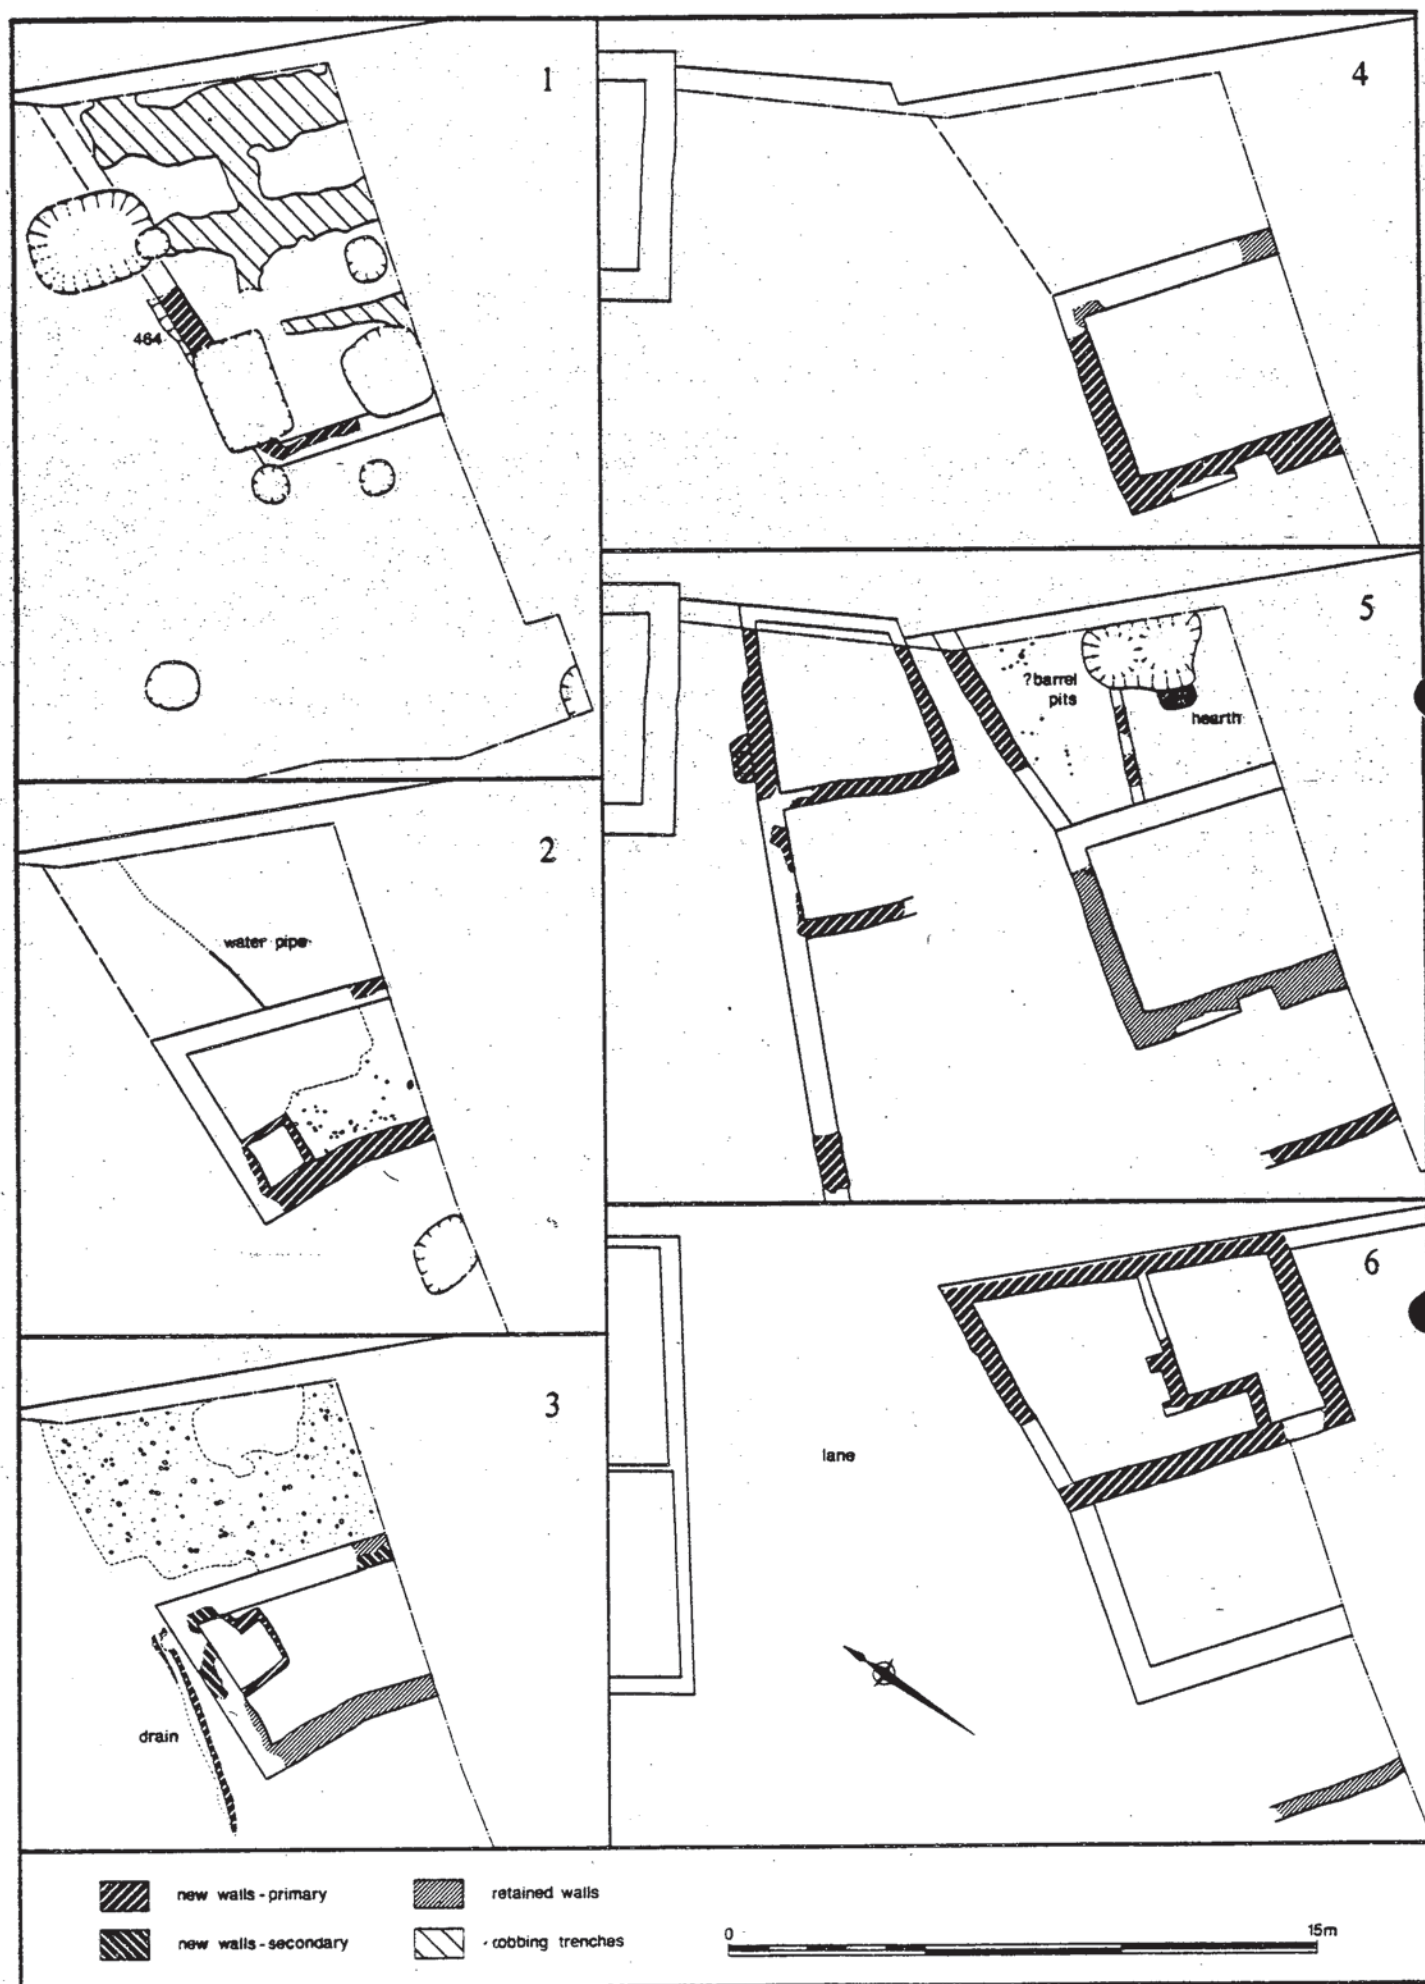 1
464
2
water pipe
3
drain
4
5
?barrel
pits
hearth
6
lane
new walls - primary
new walls - secondary
retained walls
robbing trenches
0
15m